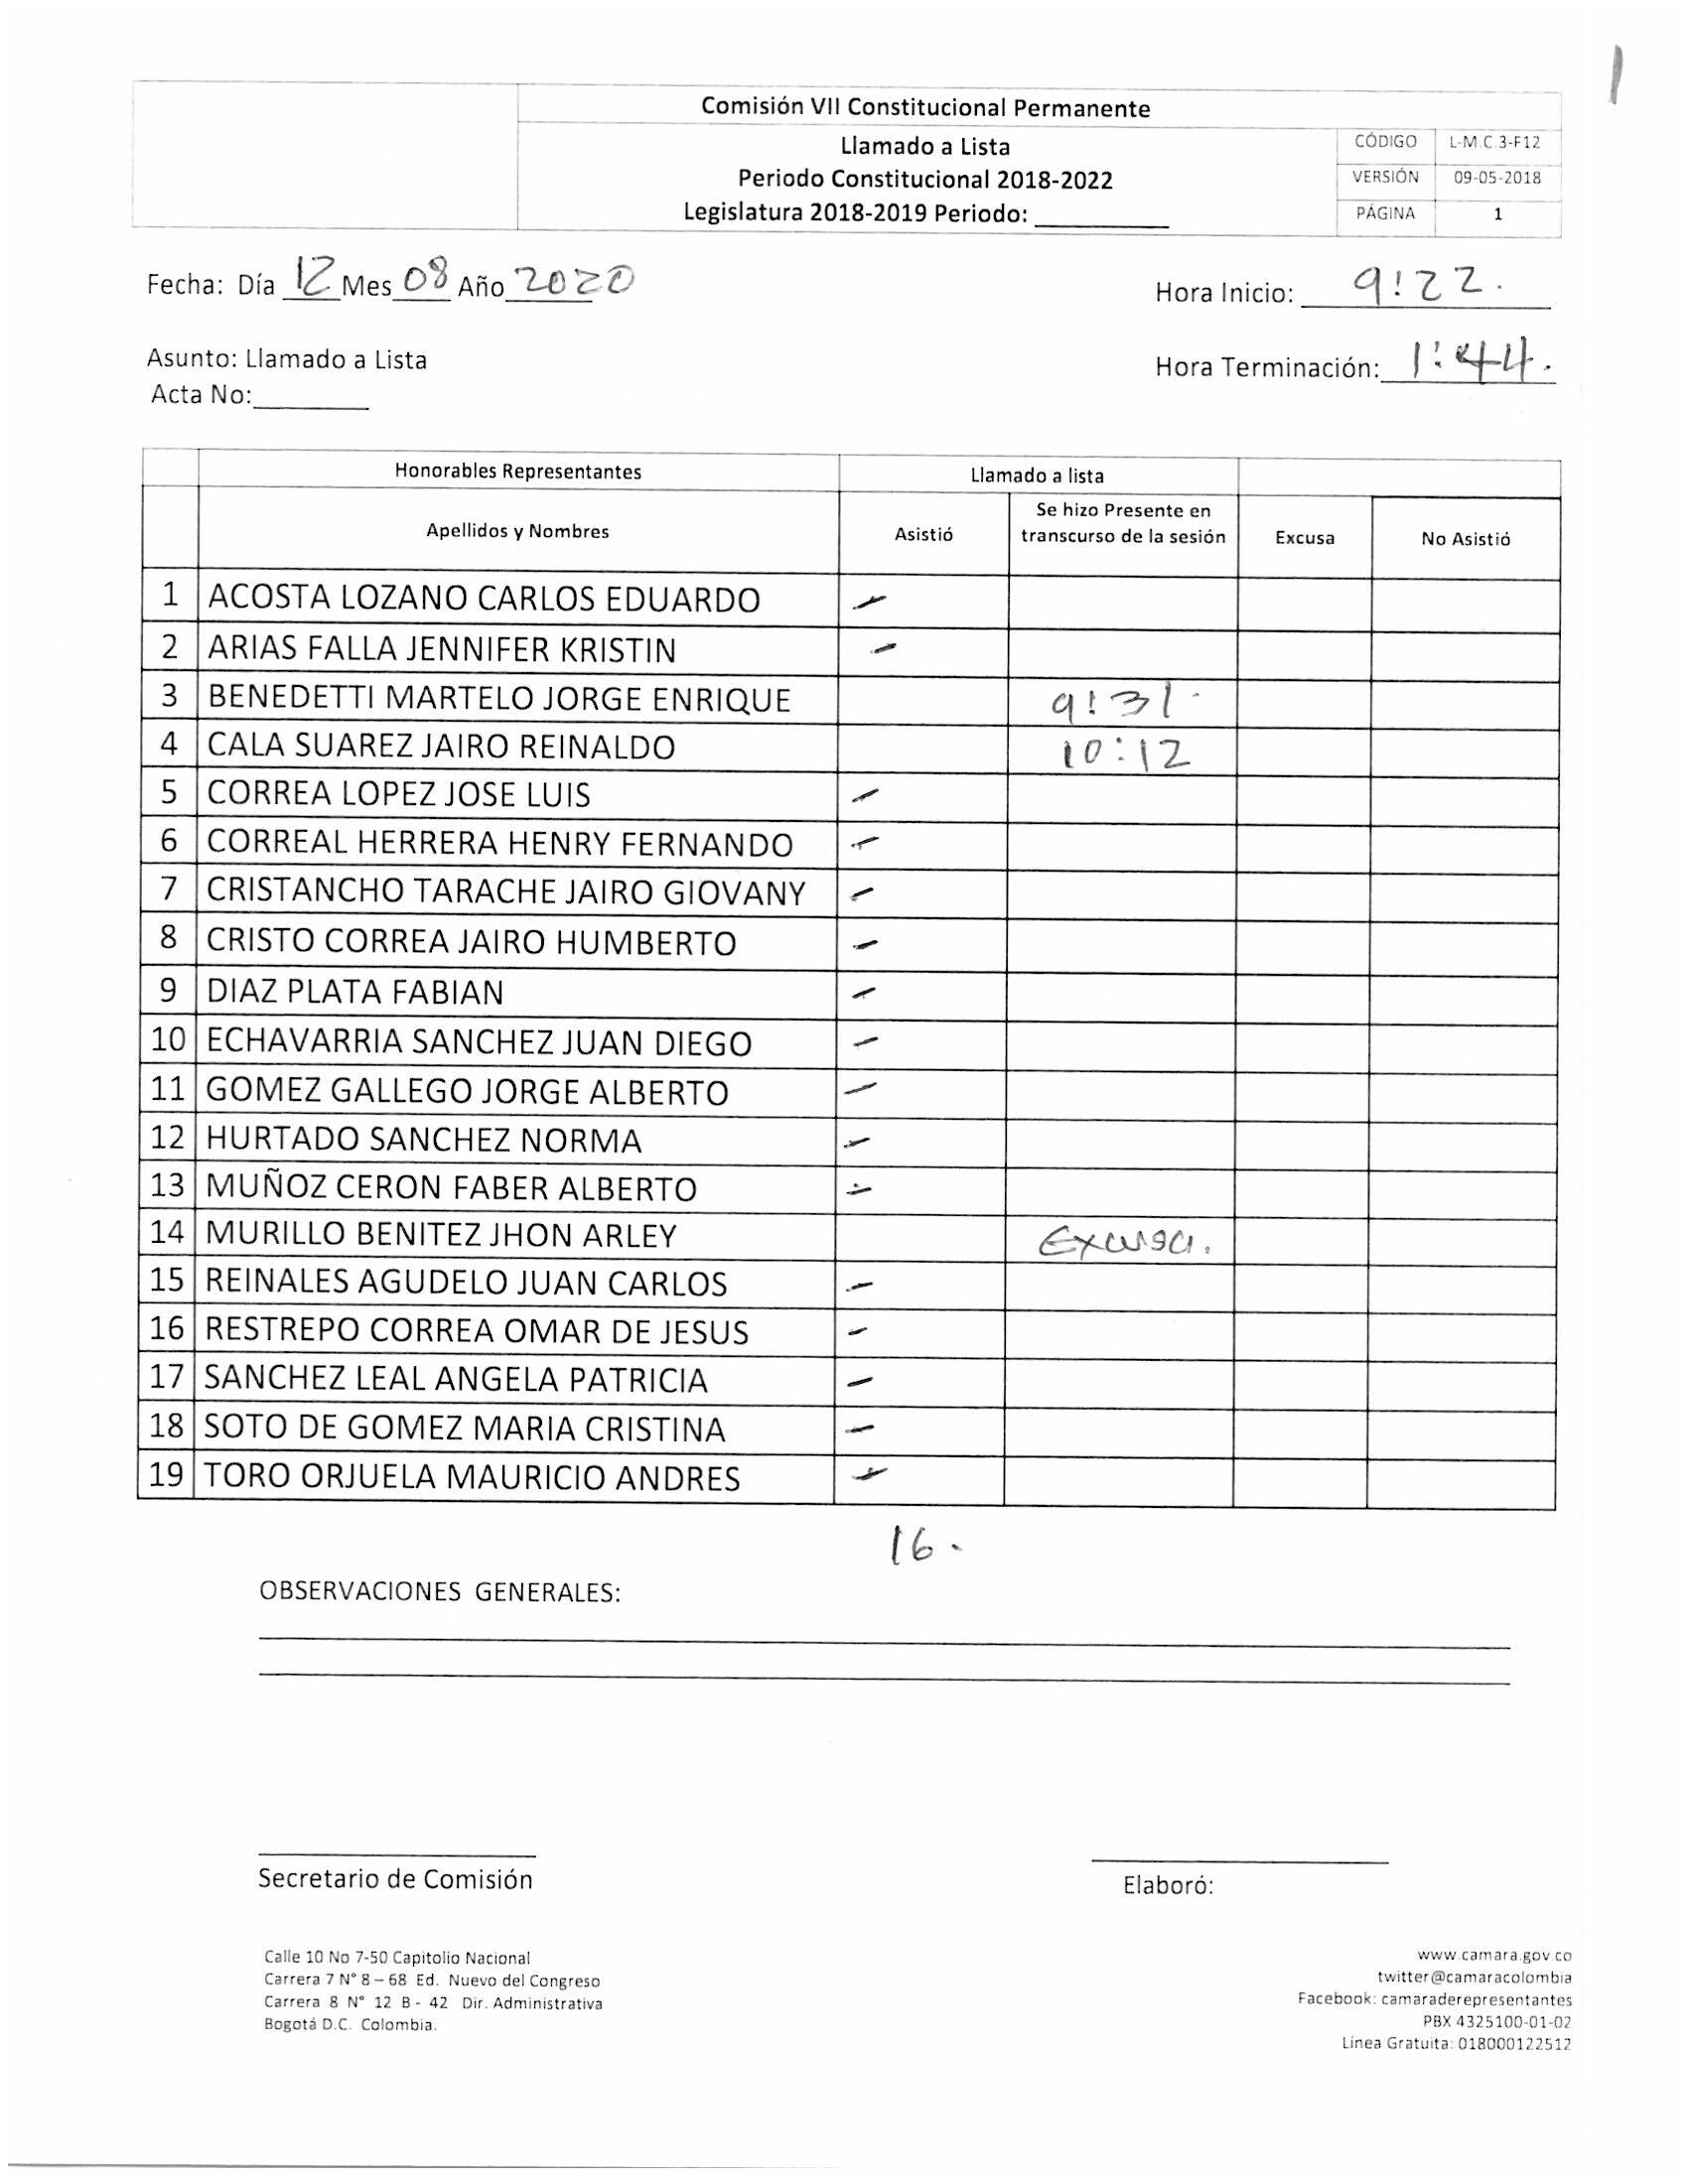 1
Comisión VII Constitucional Permanente
Llamado a Lista
Periodo Constitucional 2018-2022
Legislatura 2018-2019 Periodo: __________
CÓDIGO L-M.C.3-F12
VERSIÓN 09-05-2018
PÁGINA 1
Fecha: Día 12 Mes 08 Año 2020
Hora Inicio: 9:22.
Asunto: Llamado a Lista
Hora Terminación: 1:44.
Acta No:________
Honorables Representantes Llamado a lista
Apellidos y Nombres Asistió Se hizo Presente en transcurso de la sesión Excusa No Asistió
1 ACOSTA LOZANO CARLOS EDUARDO –
2 ARIAS FALLA JENNIFER KRISTIN –
3 BENEDETTI MARTELO JORGE ENRIQUE 9:31.
4 CALA SUAREZ JAIRO REINALDO 10:12
5 CORREA LOPEZ JOSE LUIS –
6 CORREAL HERRERA HENRY FERNANDO –
7 CRISTANCHO TARACHE JAIRO GIOVANY –
8 CRISTO CORREA JAIRO HUMBERTO –
9 DIAZ PLATA FABIAN –
10 ECHAVARRIA SANCHEZ JUAN DIEGO –
11 GOMEZ GALLEGO JORGE ALBERTO –
12 HURTADO SANCHEZ NORMA –
13 MUÑOZ CERON FABER ALBERTO –
14 MURILLO BENITEZ JHON ARLEY Excusa.
15 REINALES AGUDELO JUAN CARLOS –
16 RESTREPO CORREA OMAR DE JESUS –
17 SANCHEZ LEAL ANGELA PATRICIA –
18 SOTO DE GOMEZ MARIA CRISTINA –
19 TORO ORJUELA MAURICIO ANDRES –
16.
OBSERVACIONES GENERALES:
Secretario de Comisión
Elaboró:
Calle 10 No 7-50 Capitolio Nacional
Carrera 7 N° 8 – 68 Ed. Nuevo del Congreso
Carrera 8 N° 12 B - 42 Dir. Administrativa
Bogotá D.C. Colombia.
www.camara.gov.co
twitter@camaracolombia
Facebook: camaraderepresentantes
PBX 4325100-01-02
Línea Gratuita: 018000122512